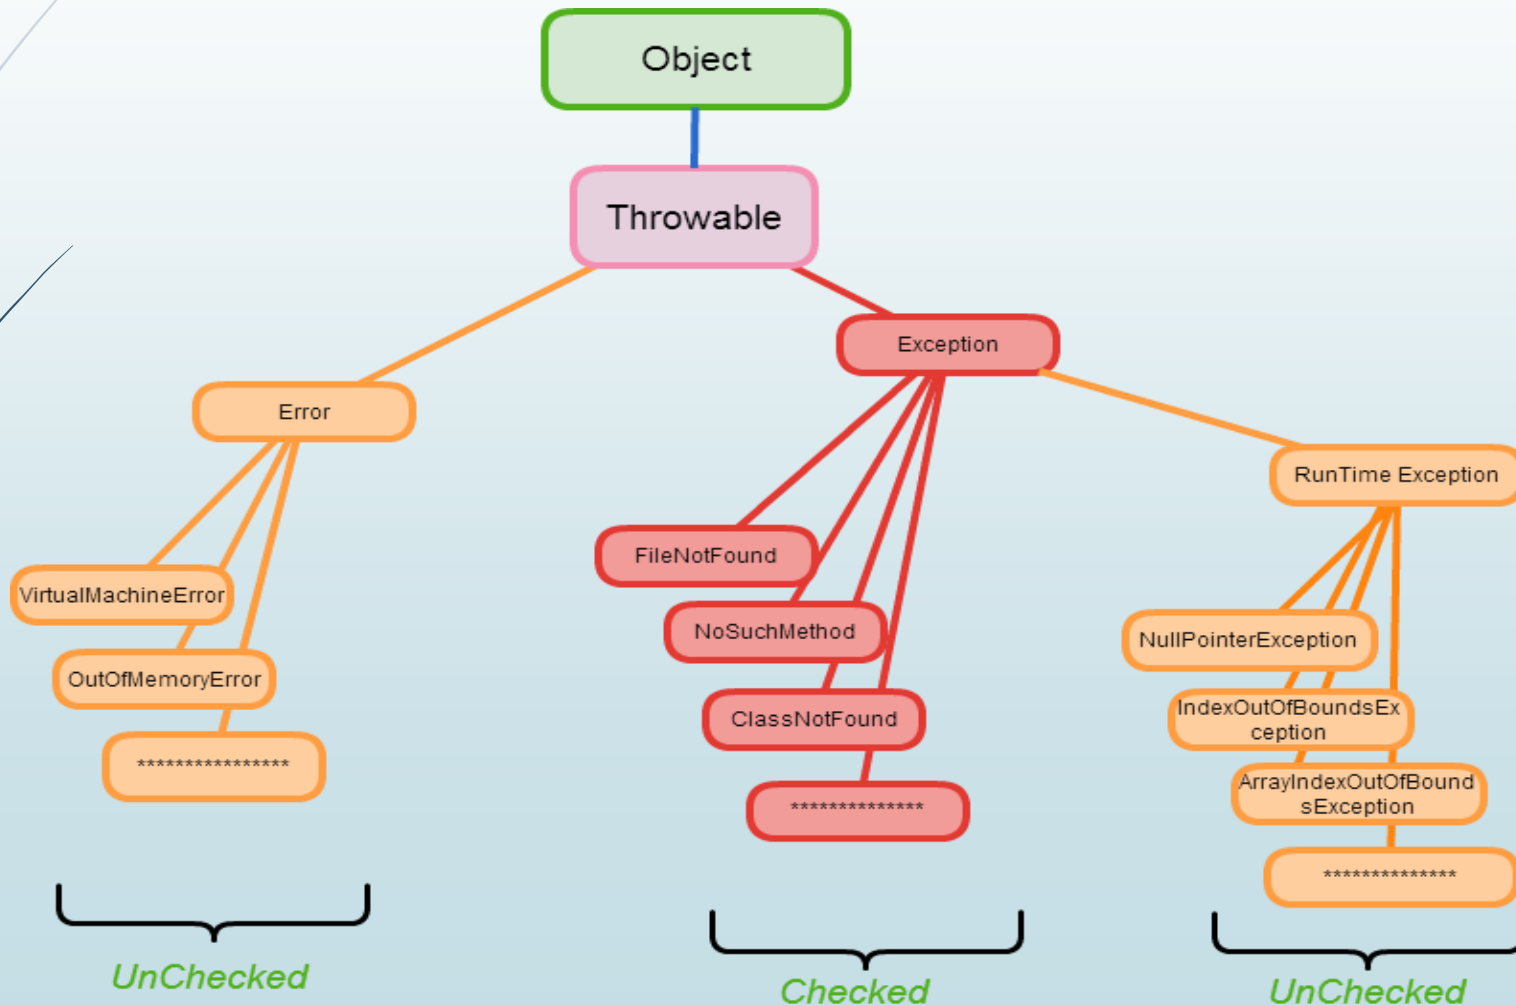 Object
Throwable
Exception
Error
RunTime Exception
FileNotFound
VirtualMachineError
NoSuchMethod
NullPointerException
OutOfMemoryError
ClassNotFound
IndexOutOfBoundsEx
ception
****************
ArrayIndexOutOfBound
sException
**************
**************
UnChecked
Checked
UnChecked